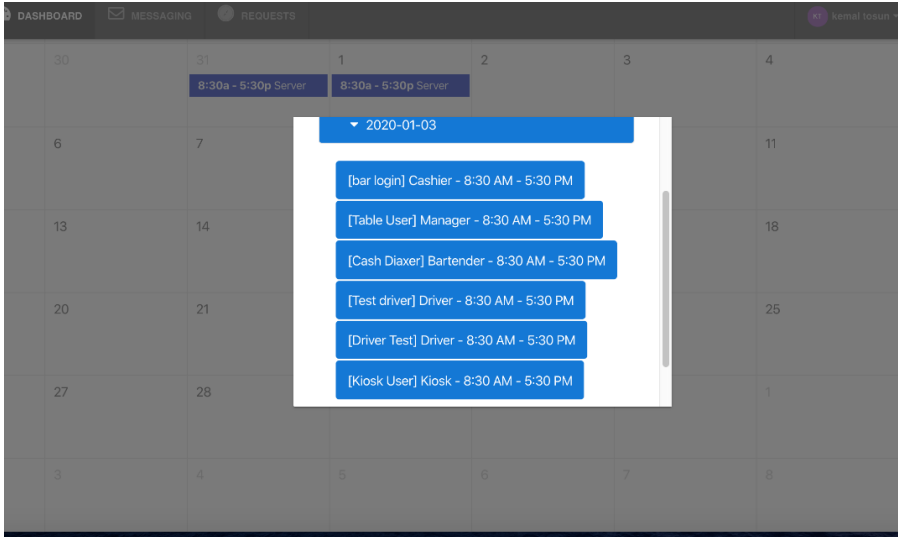 DASHBOARD MESSAGING REQUESTS KT kemal tosun
30 31 1 2 3 4
8:30a - 5:30p Server 8:30a - 5:30p Server
2020-01-03
6 7 11
[bar login] Cashier - 8:30 AM - 5:30 PM
[Table User] Manager - 8:30 AM - 5:30 PM
13 14 18
[Cash Diaxer] Bartender - 8:30 AM - 5:30 PM
[Test driver] Driver - 8:30 AM - 5:30 PM
20 21 25
[Driver Test] Driver - 8:30 AM - 5:30 PM
[Kiosk User] Kiosk - 8:30 AM - 5:30 PM
27 28 1
3 4 5 6 7 8